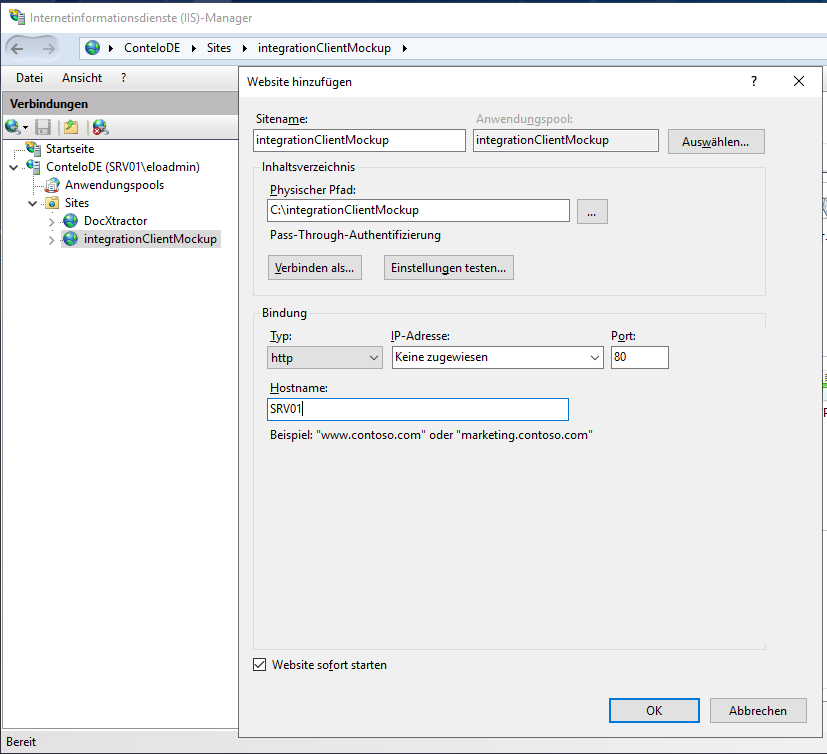 Internetinformationsdienste (IIS)-Manager
ConteloDE Sites integrationClientMockup
Datei Ansicht ?
Verbindungen
Startseite
ConteloDE (SRV01\eloadmin)
Anwendungspools
Sites
DocXtractor
integrationClientMockup
Website hinzufügen ?
Sitename: Anwendungspool:
integrationClientMockup integrationClientMockup Auswählen...
Inhaltsverzeichnis
Physischer Pfad:
C:\integrationClientMockup ...
Pass-Through-Authentifizierung
Verbinden als... Einstellungen testen...
Bindung
Typ: IP-Adresse: Port:
http Keine zugewiesen 80
Hostname:
SRV01
Beispiel: "www.contoso.com" oder "marketing.contoso.com"
Website sofort starten
OK Abbrechen
Bereit